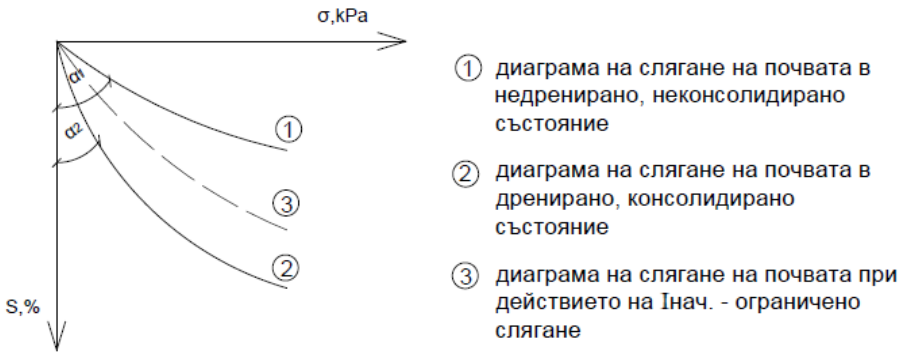 σ,kPa
α1
α2
①
③
②
S,%
① диаграма на слягане на почвата в
недренирано, неконсолидирано
състояние
② диаграма на слягане на почвата в
дренирано, консолидирано
състояние
③ диаграма на слягане на почвата при
действието на Iнач. - ограничено
слягане